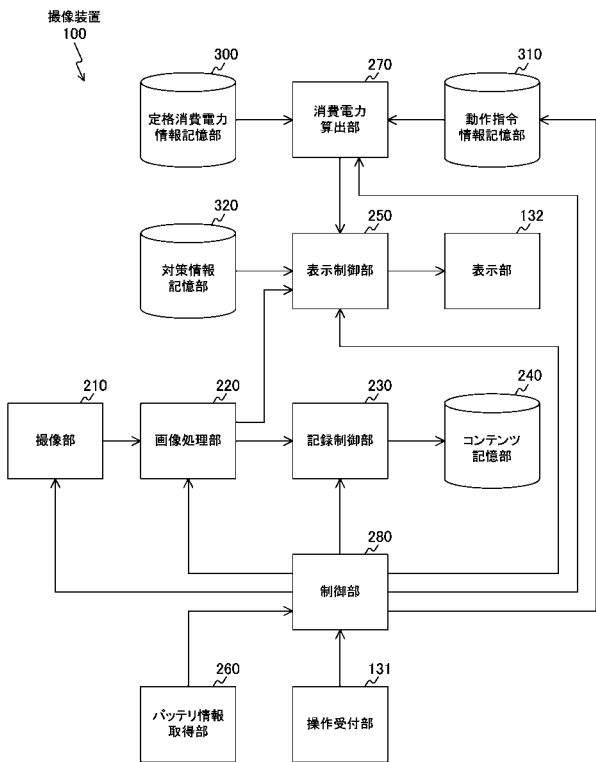 撮像装置
100
300
270
310
定格消費電力
情報記憶部
消費電力
算出部
動作指令
情報記憶部
320
250
132
対策情報
記憶部
表示制御部
表示部
210
220
230
240
撮像部
画像処理部
記録制御部
コンテンツ
記憶部
280
制御部
260
131
バッテリ情報
取得部
操作受付部